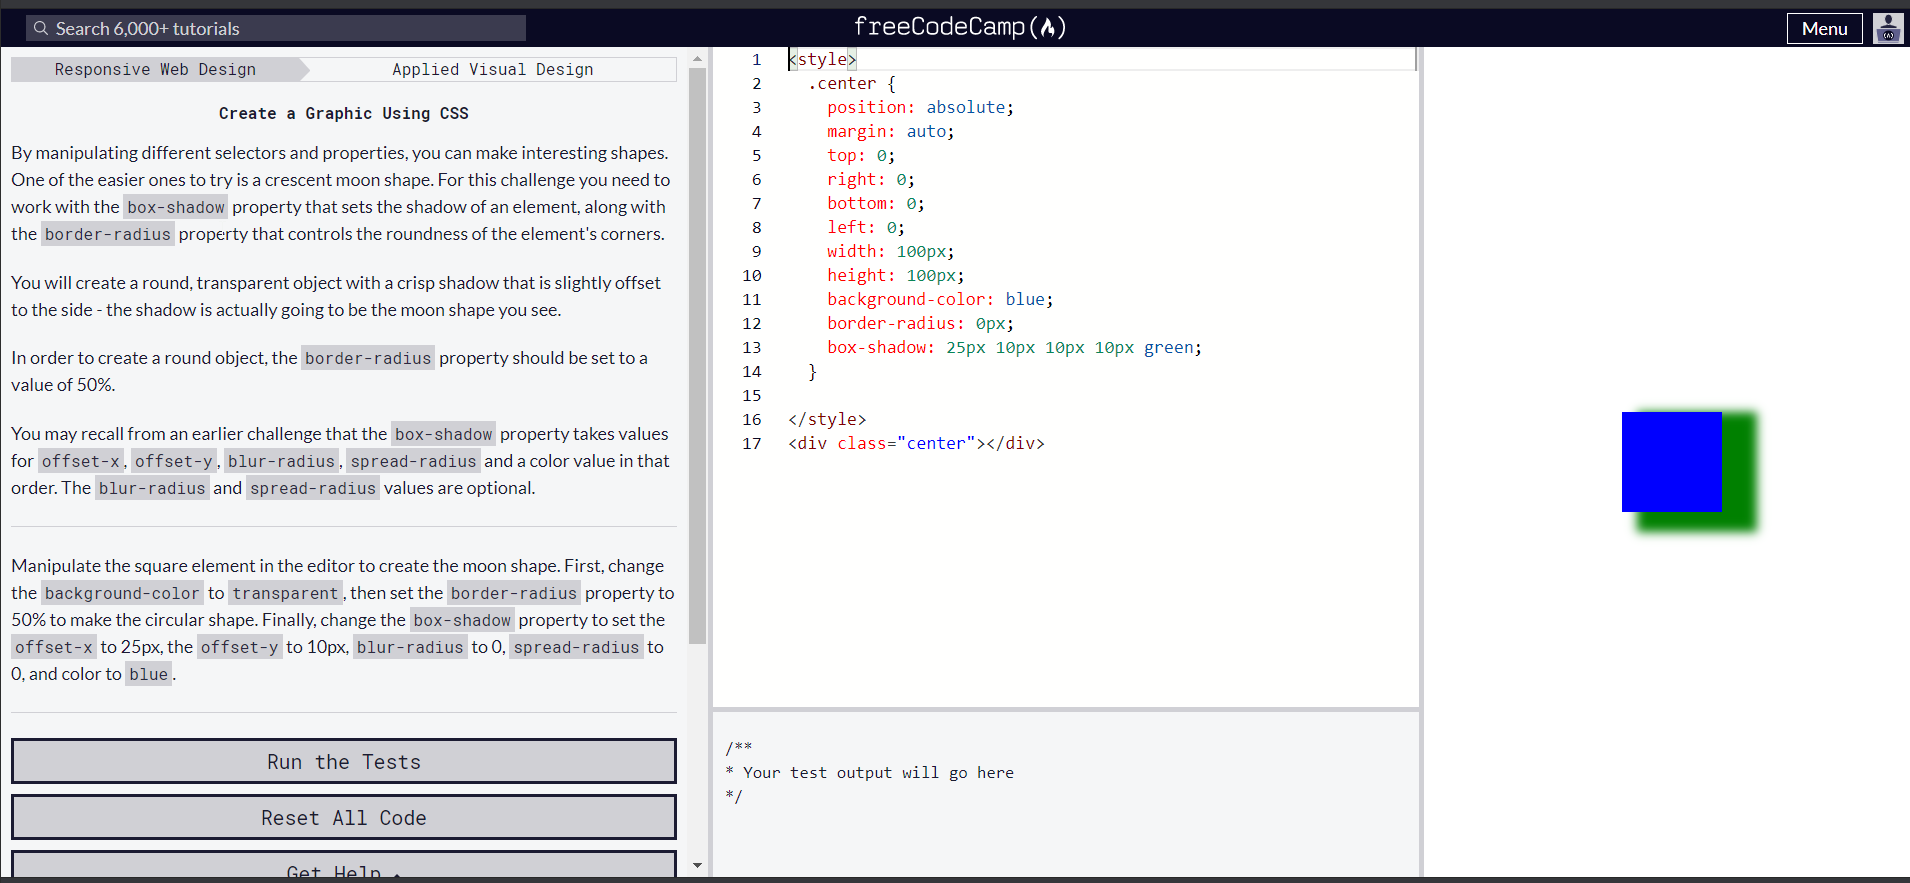 Search 6,000+ tutorials
freeCodeCamp
Menu
Responsive Web Design
Applied Visual Design
Create a Graphic Using CSS
By manipulating different selectors and properties, you can make interesting shapes.
One of the easier ones to try is a crescent moon shape. For this challenge you need to
work with the box-shadow property that sets the shadow of an element, along with
the border-radius property that controls the roundness of the element's corners.
You will create a round, transparent object with a crisp shadow that is slightly offset
to the side - the shadow is actually going to be the moon shape you see.
In order to create a round object, the border-radius property should be set to a
value of 50%.
You may recall from an earlier challenge that the box-shadow property takes values
for offset-x, offset-y, blur-radius, spread-radius and a color value in that
order. The blur-radius and spread-radius values are optional.
Manipulate the square element in the editor to create the moon shape. First, change
the background-color to transparent, then set the border-radius property to
50% to make the circular shape. Finally, change the box-shadow property to set the
offset-x to 25px, the offset-y to 10px, blur-radius to 0, spread-radius to
0, and color to blue.
Run the Tests
Reset All Code
Get Help
1 <style>
2 .center {
3 position: absolute;
4 margin: auto;
5 top: 0;
6 right: 0;
7 bottom: 0;
8 left: 0;
9 width: 100px;
10 height: 100px;
11 background-color: blue;
12 border-radius: 0px;
13 box-shadow: 25px 10px 10px 10px green;
14 }
15
16 </style>
17 <div class="center"></div>
/**
* Your test output will go here
*/